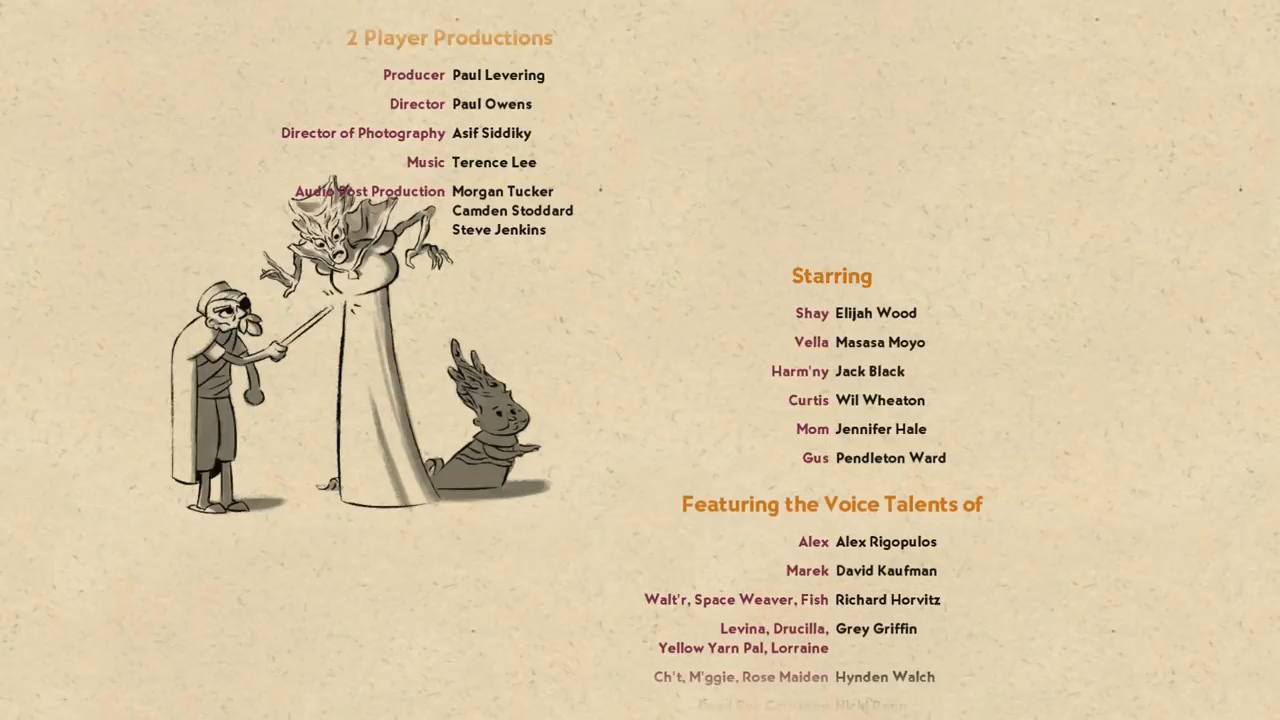 2 Player Productions
Producer Paul Levering
Director Paul Owens
Director of Photography Asif Siddiky
Music Terence Lee
Audio Post Production Morgan Tucker
Camden Stoddard
Steve Jenkins
Starring
Shay Elijah Wood
Vella Masasa Moyo
Harm'ny Jack Black
Curtis Wil Wheaton
Mom Jennifer Hale
Gus Pendleton Ward
Featuring the Voice Talents of
Alex Alex Rigopulos
Marek David Kaufman
Walt'r, Space Weaver, Fish Richard Horvitz
Levina, Drucilla, Grey Griffin
Yellow Yarn Pal, Lorraine
Ch't, M'ggie, Rose Maiden Hynden Walch